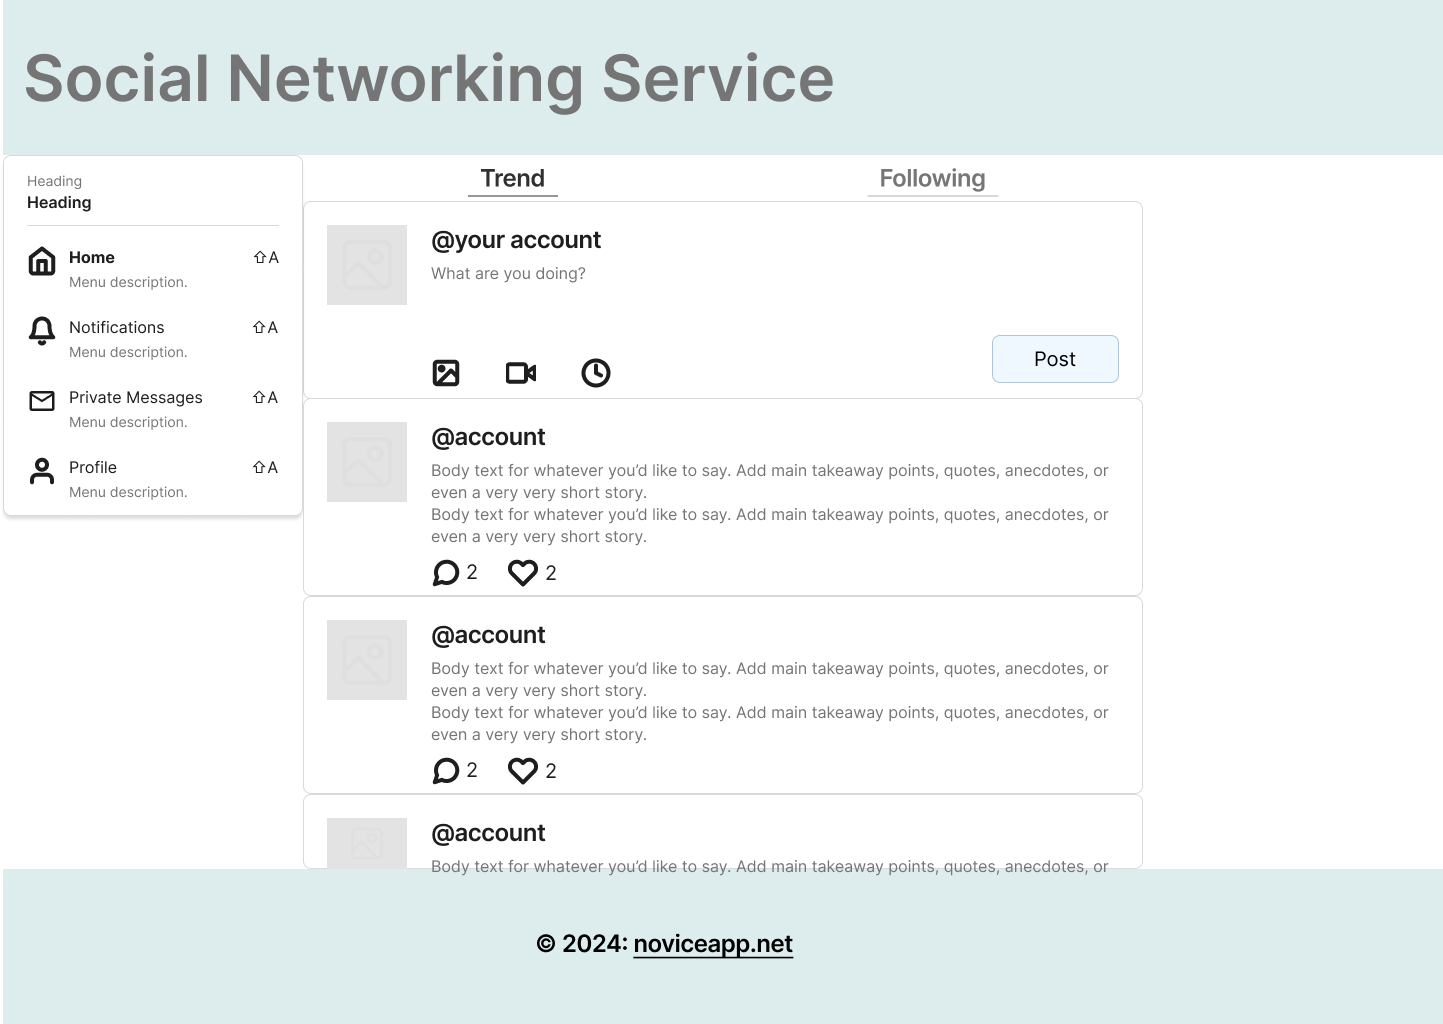 Social Networking Service
Heading
Heading
Home ⇧A
Menu description.
Notifications ⇧A
Menu description.
Private Messages ⇧A
Menu description.
Profile ⇧A
Menu description.
Trend Following
@your account
What are you doing?
Post
@account
Body text for whatever you’d like to say. Add main takeaway points, quotes, anecdotes, or
even a very very short story.
Body text for whatever you’d like to say. Add main takeaway points, quotes, anecdotes, or
even a very very short story.
2 2
@account
Body text for whatever you’d like to say. Add main takeaway points, quotes, anecdotes, or
even a very very short story.
Body text for whatever you’d like to say. Add main takeaway points, quotes, anecdotes, or
even a very very short story.
2 2
@account
Body text for whatever you’d like to say. Add main takeaway points, quotes, anecdotes, or
© 2024: noviceapp.net